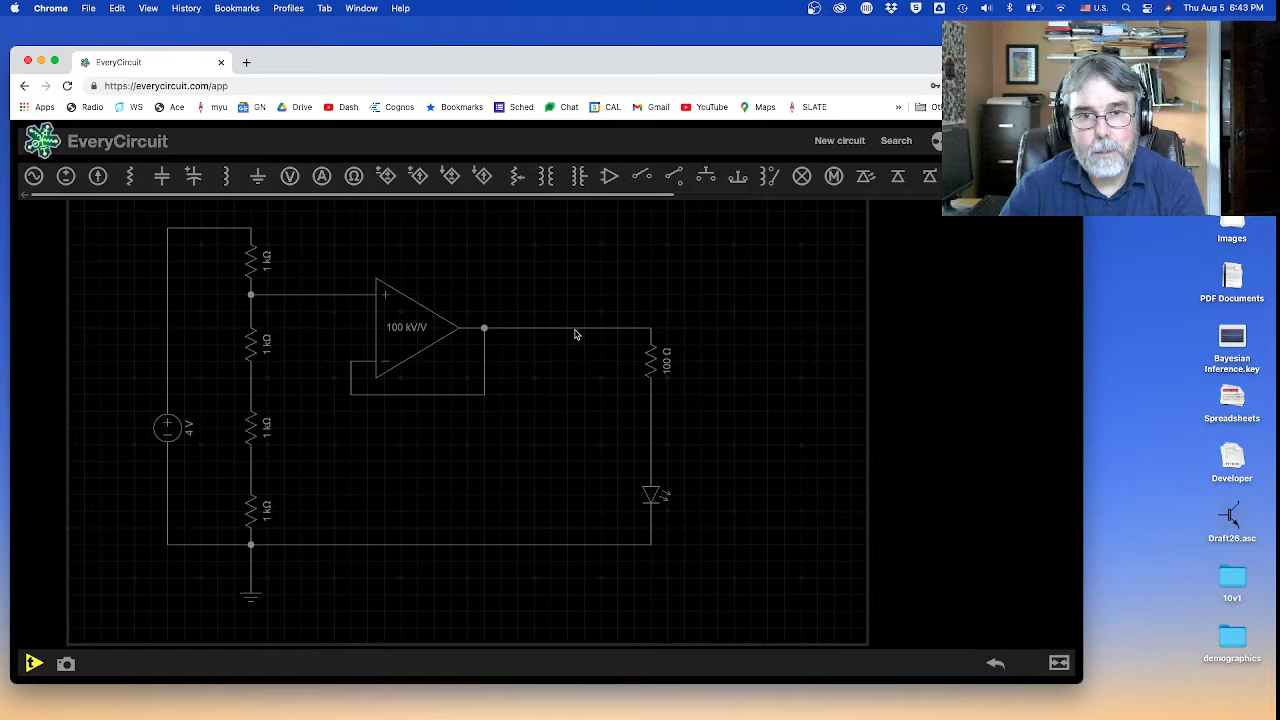 Chrome File Edit View History Bookmarks Profiles Tab Window Help
100
U.S.
Thu Aug 5 6:43 PM
EveryCircuit
https://everycircuit.com/app
Apps Radio WS Ace myu GN Drive Dash Cognos Bookmarks Sched Chat CAL Gmail YouTube Maps SLATE » Ot
EveryCircuit
New circuit Search
1 kΩ
1 kΩ
1 kΩ
1 kΩ
4 V
+
−
+
−
100 kV/V
100 Ω
t
Images
PDF Documents
Bayesian
Inference.key
Spreadsheets
Developer
Draft26.asc
10v1
demographics